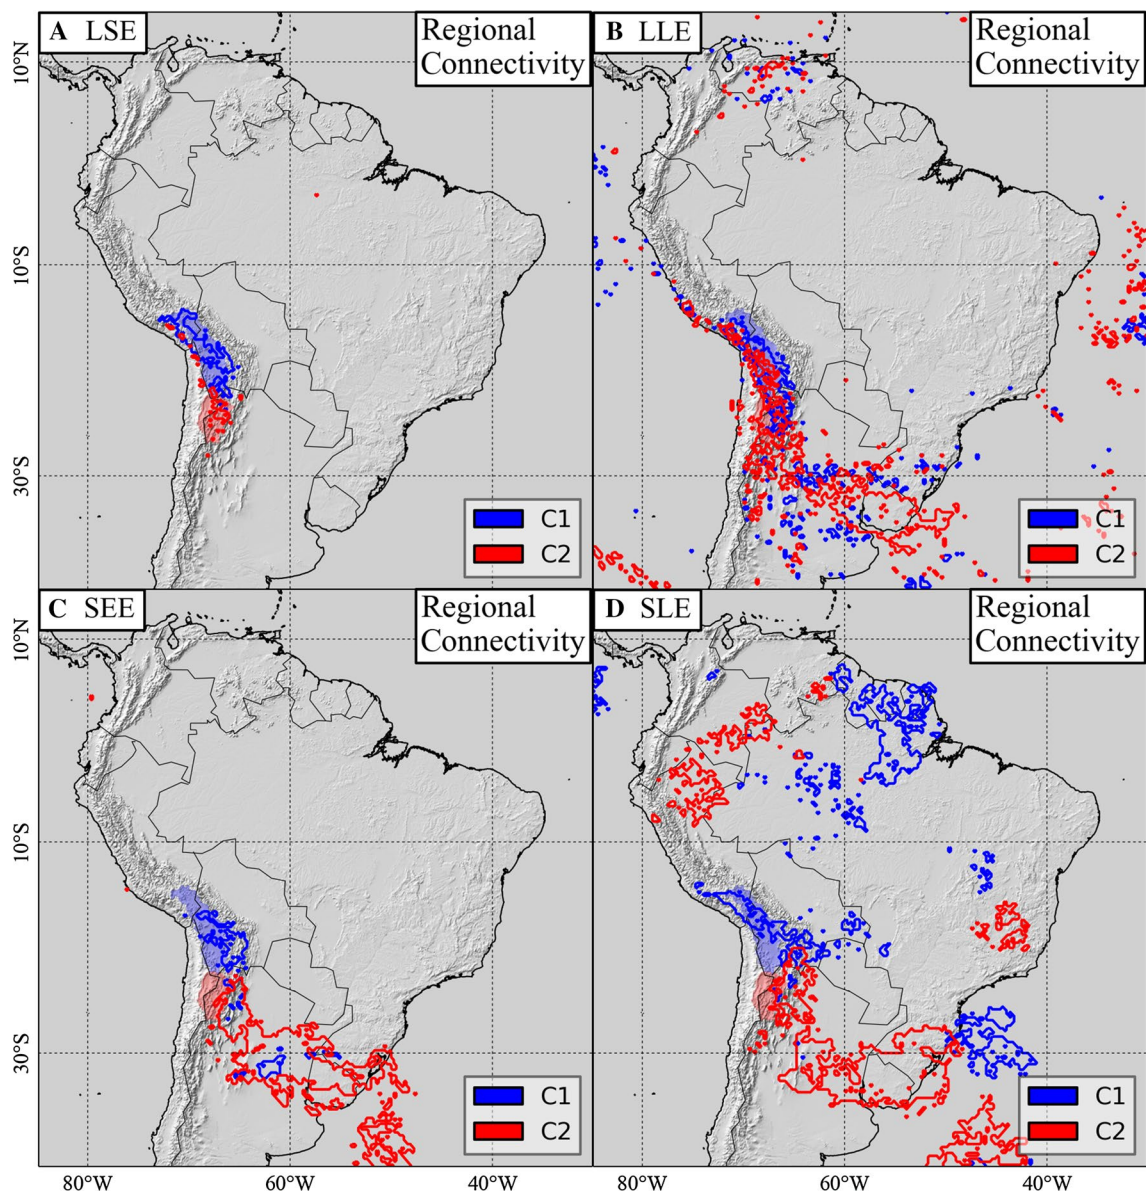 A LSE
Regional
Connectivity
B LLE
Regional
Connectivity
10°N
10°S
30°S
C1
C2
C1
C2
C SEE
Regional
Connectivity
D SLE
Regional
Connectivity
10°N
10°S
30°S
C1
C2
C1
C2
80°W 60°W 40°W 80°W 60°W 40°W